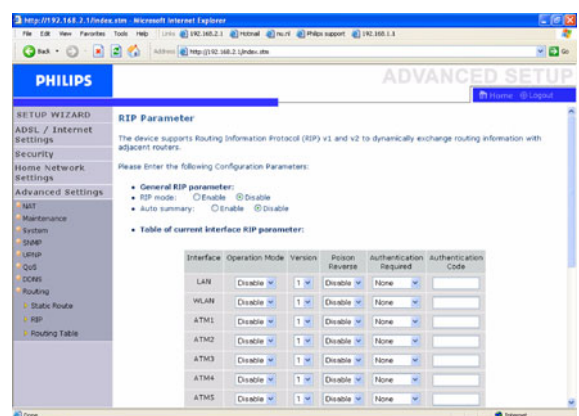 http://192.168.2.1/index.stm - Microsoft Internet Explorer
File Edit View Favorites Tools Help Links 192.168.2.1 Hotmail nu.nl Philips support 192.168.1.1
Back
Address http://192.168.2.1/index.stm Go
PHILIPS
ADVANCED SETUP
Home Logout
SETUP WIZARD
ADSL / Internet Settings
Security
Home Network Settings
Advanced Settings
NAT
Maintenance
System
SNMP
UPNP
QoS
DDNS
Routing
Static Route
RIP
Routing Table
RIP Parameter
The device supports Routing Information Protocol (RIP) v1 and v2 to dynamically exchange routing information with
adjacent routers.
Please Enter the following Configuration Parameters:
General RIP parameter:
RIP mode: Enable Disable
Auto summary: Enable Disable
Table of current interface RIP parameter:
Interface Operation Mode Version Poison Reverse Authentication Required Authentication Code
LAN Disable 1 Disable None
WLAN Disable 1 Disable None
ATM1 Disable 1 Disable None
ATM2 Disable 1 Disable None
ATM3 Disable 1 Disable None
ATM4 Disable 1 Disable None
ATM5 Disable 1 Disable None
Done Internet